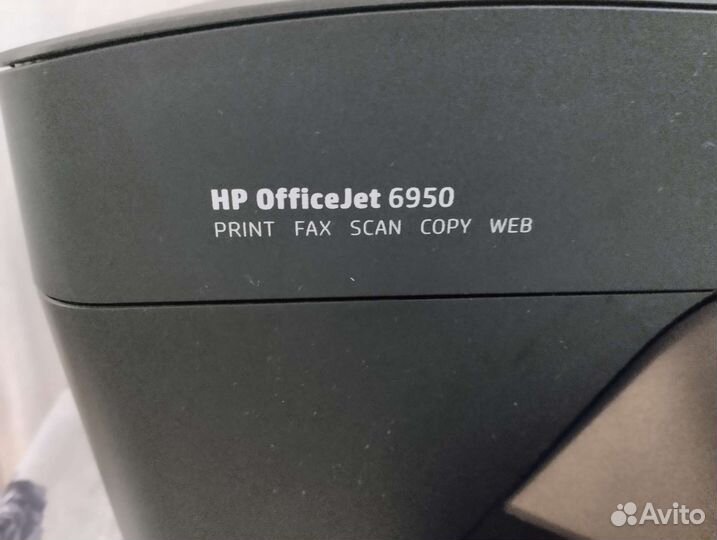 HP OfficeJet 6950
PRINT FAX SCAN COPY WEB
Avito